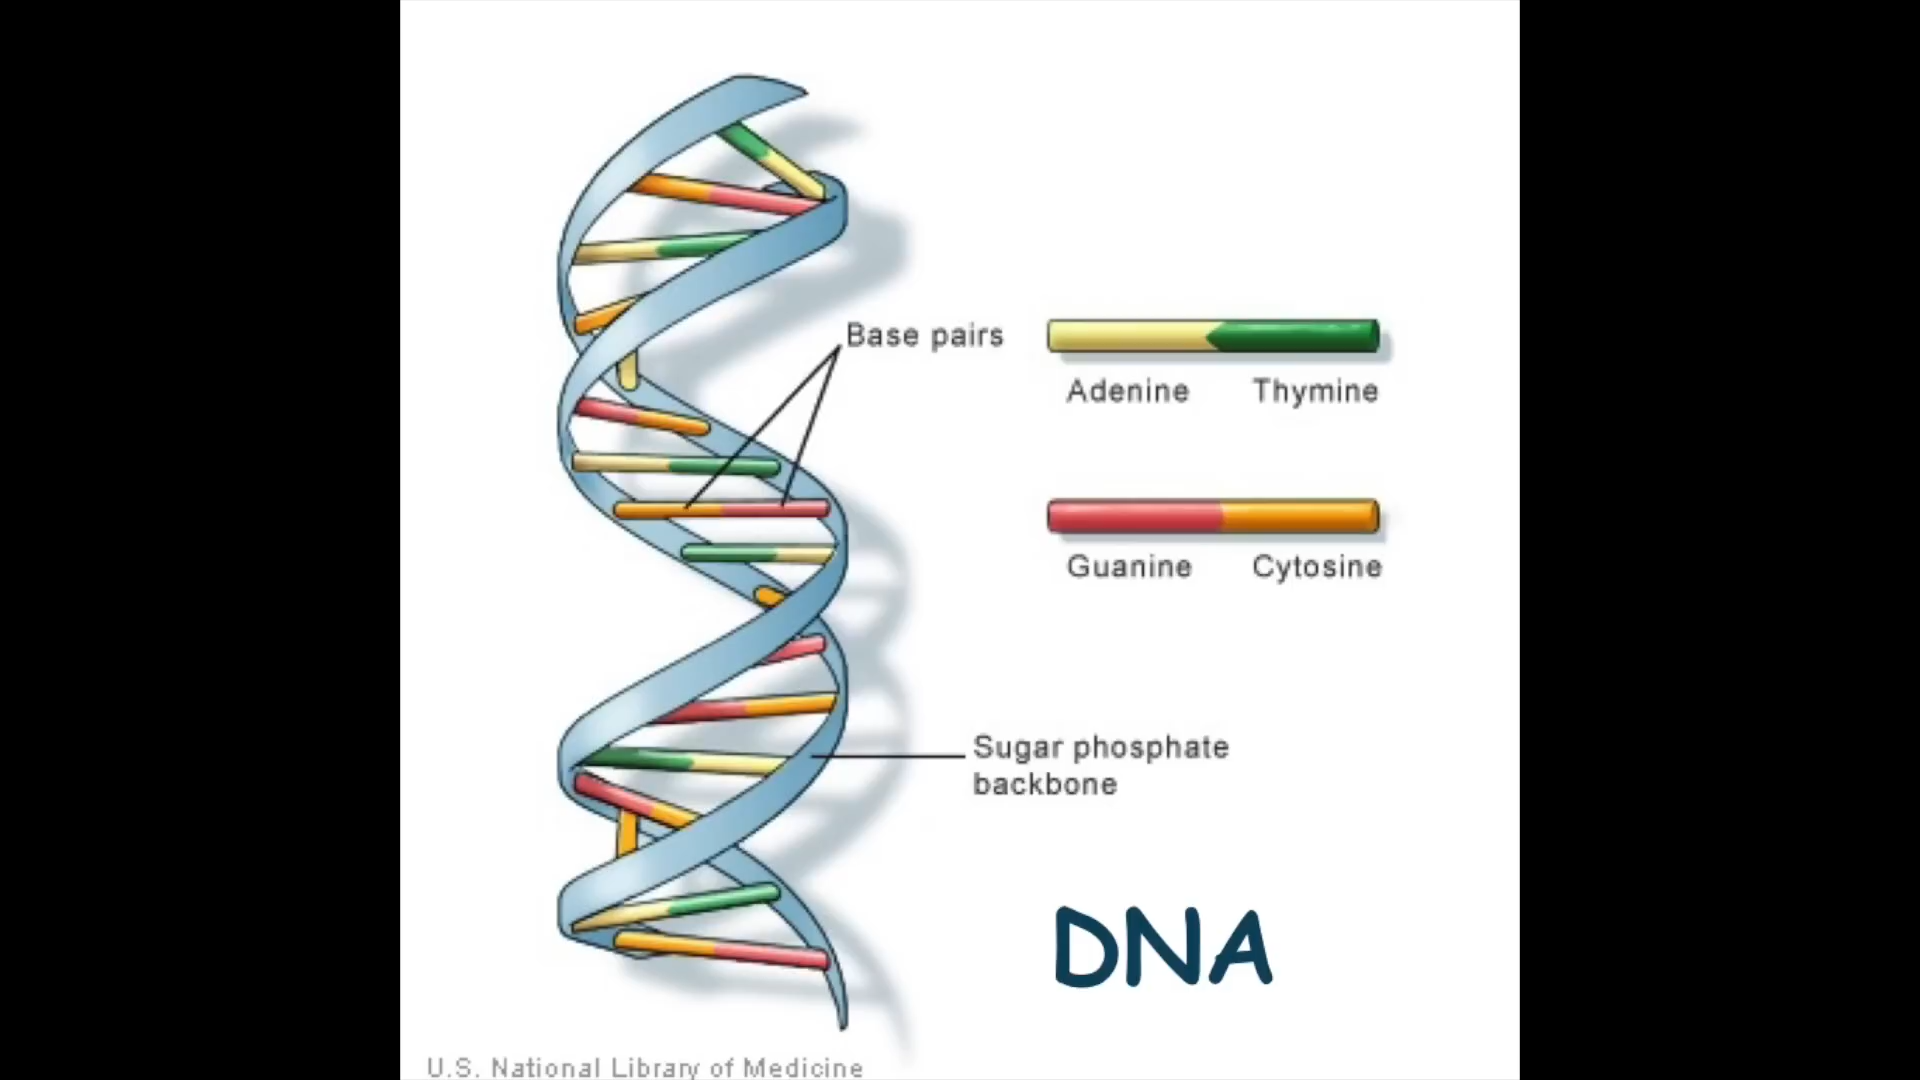 Base pairs
Adenine Thymine
Guanine Cytosine
Sugar phosphate
backbone
DNA
U.S. National Library of Medicine